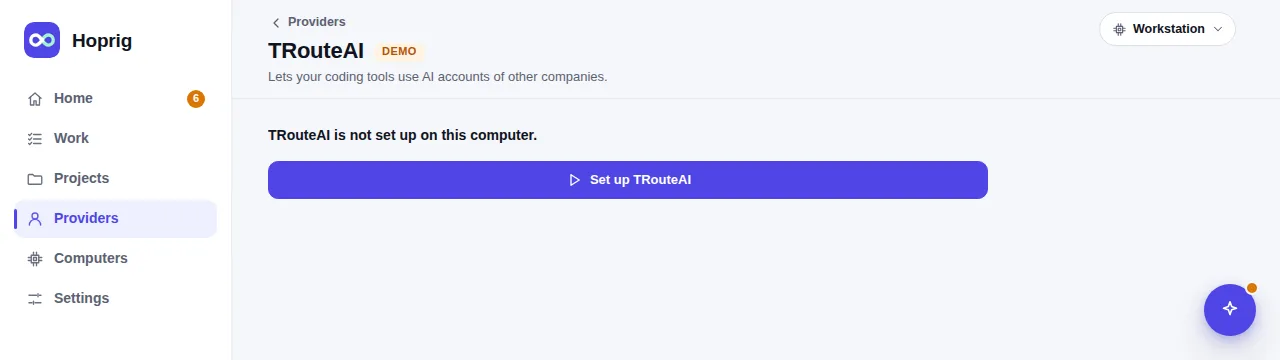 Hoprig
Home 6
Work
Projects
Providers
Computers
Settings
Providers
TRouteAI DEMO
Lets your coding tools use AI accounts of other companies.
Workstation
TRouteAI is not set up on this computer.
Set up TRouteAI